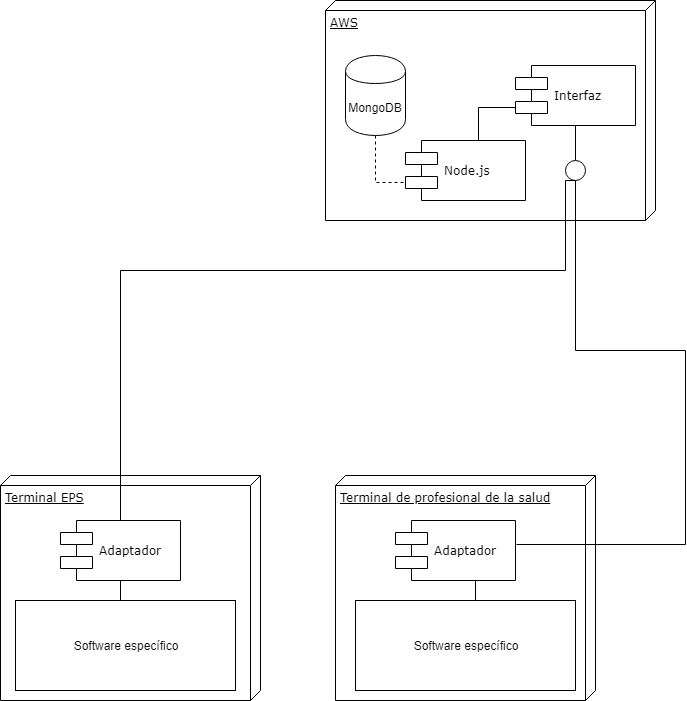 AWS
MongoDB
Interfaz
Node.js
Terminal EPS
Adaptador
Software específico
Terminal de profesional de la salud
Adaptador
Software específico